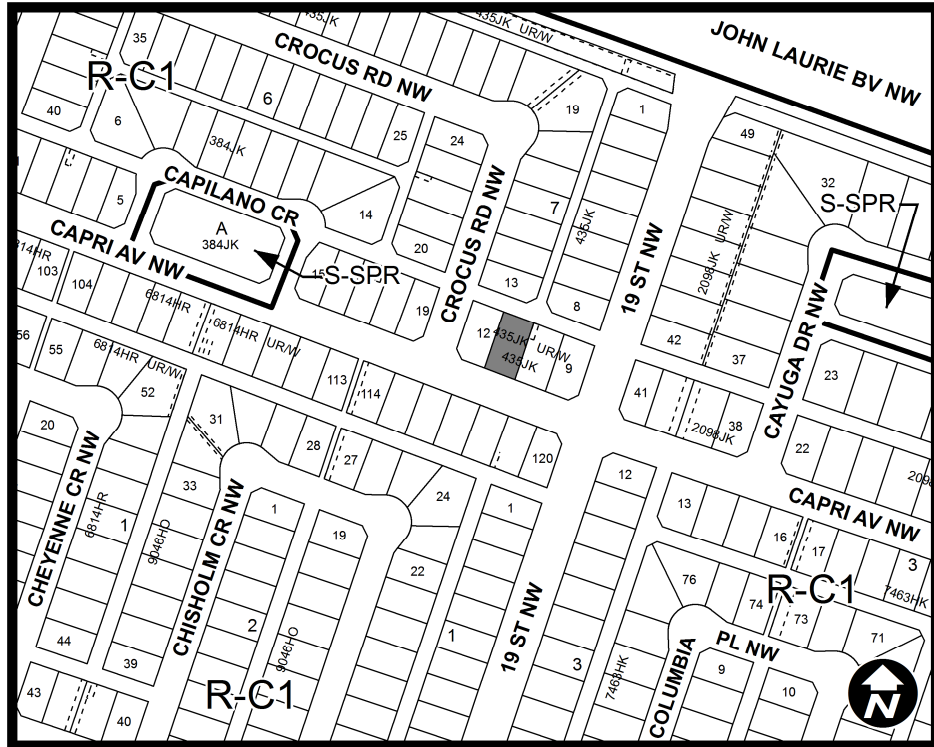 435JK
435JK UR/W
JOHN LAURIE BV NW
35
CROCUS RD NW
R-C1
6
19
1
40
6
25
24
49
384JK
32
CAPILANO CR
S-SPR
5
14
7
A
384JK
435JK
CAPRI AV NW
20
CROCUS RD NW
19 ST NW
2098JK UR/W
814HR
103
104
15
S-SPR
13
6814HR
19
8
6814HR UR/W
12
435JK
UR/W
435JK
9
42
37
CAYUGA DR NW
56
55
6814HR UR/W
52
113
114
23
41
38
2098JK
20
31
28
27
120
22
2098
33
24
12
13
CAPRI AV NW
CHEYENNE CR NW
6814HR
1
9046HO
CHISHOLM CR NW
1
19
1
16
17
3
7463HK
22
76
R-C1
74
73
2
9046HO
1
19 ST NW
71
44
39
3
7463HK
COLUMBIA
PL NW
9
10
43
40
R-C1
N